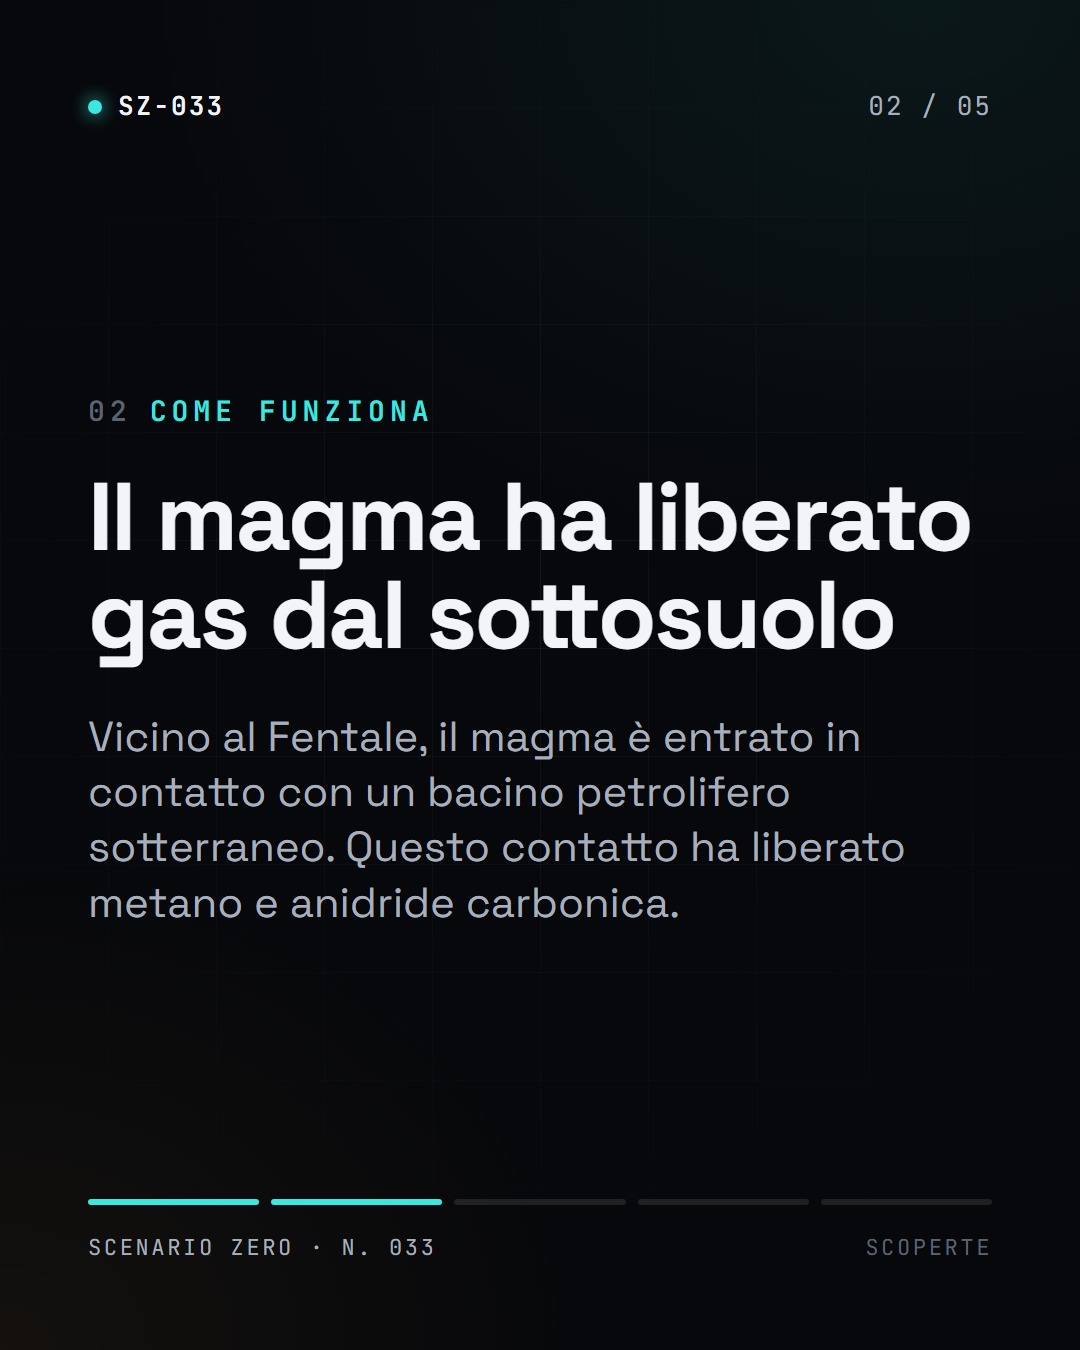 SZ-033
02 / 05
02 COME FUNZIONA
Il magma ha liberato
gas dal sottosuolo
Vicino al Fentale, il magma è entrato in
contatto con un bacino petrolifero
sotterraneo. Questo contatto ha liberato
metano e anidride carbonica.
SCENARIO ZERO · N. 033
SCOPERTE